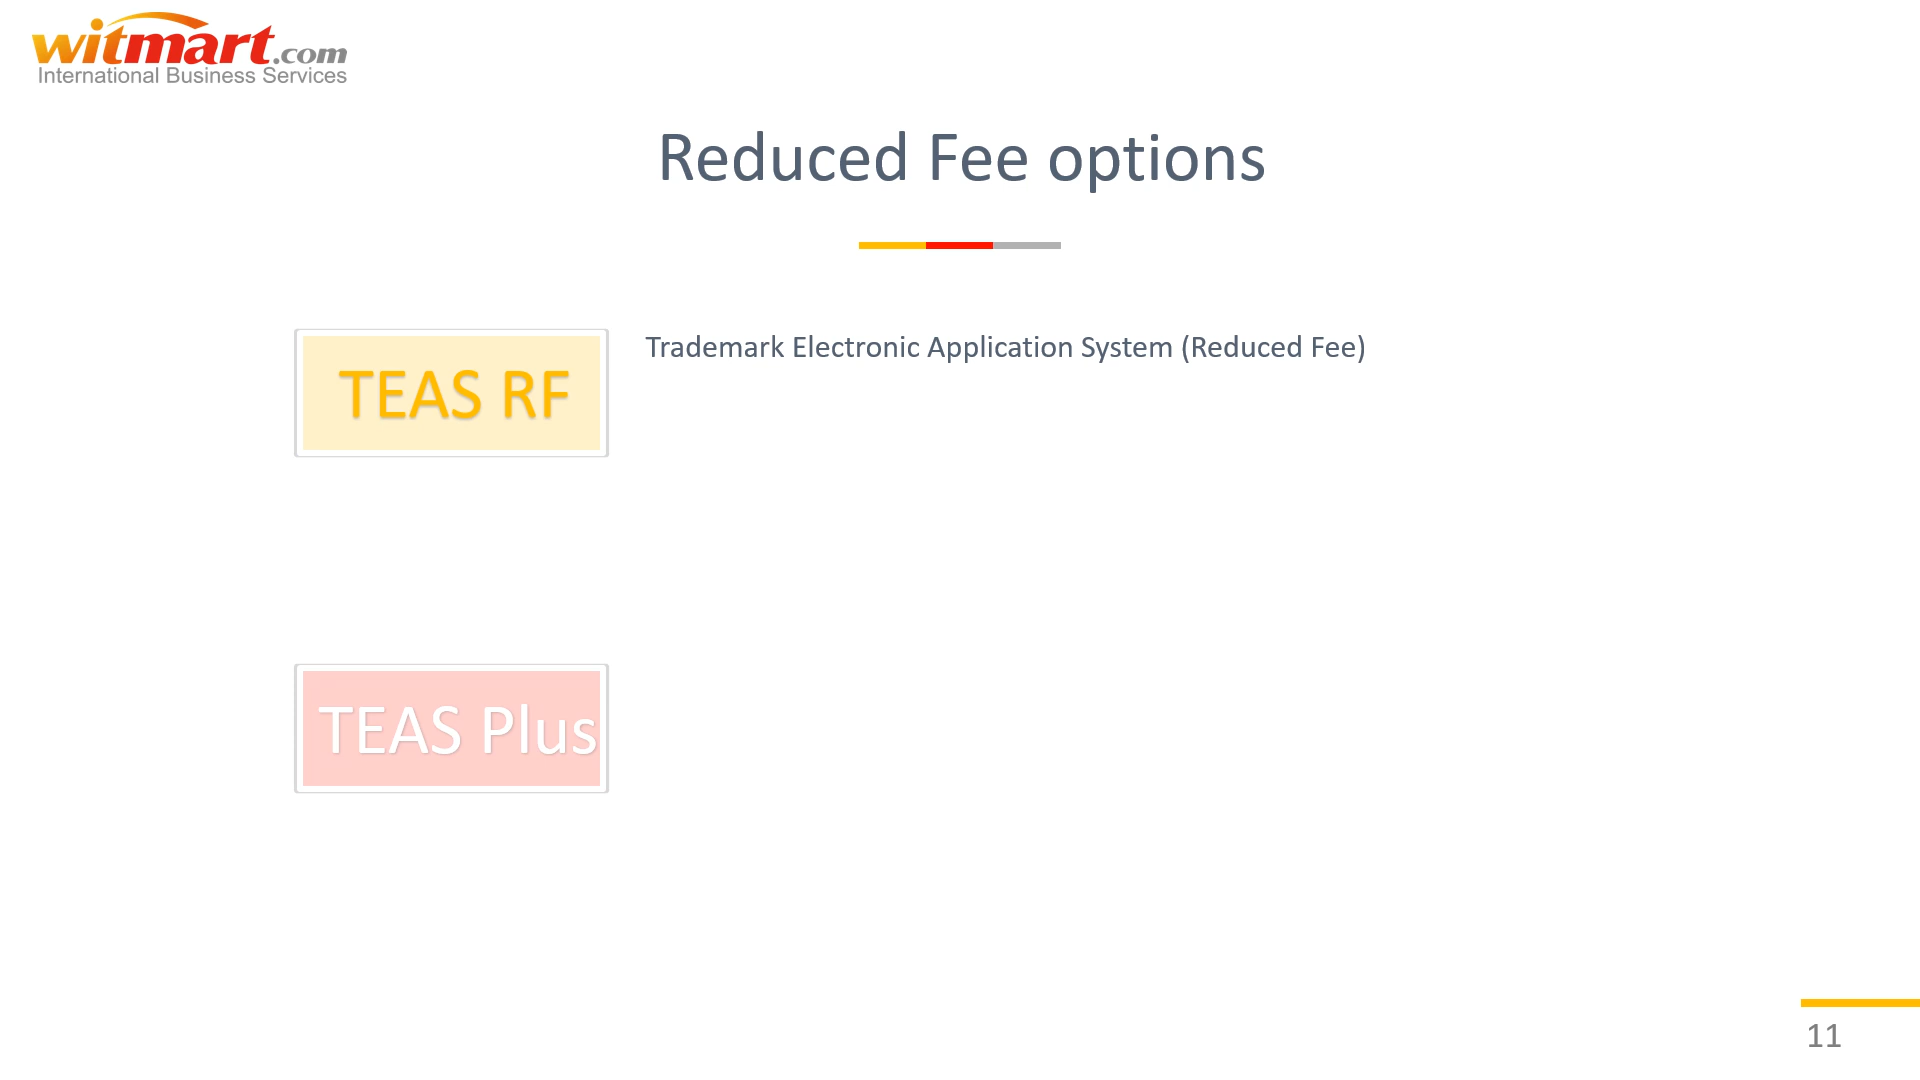 witmart.com
International Business Services
Reduced Fee options
TEAS RF
Trademark Electronic Application System (Reduced Fee)
TEAS Plus
11